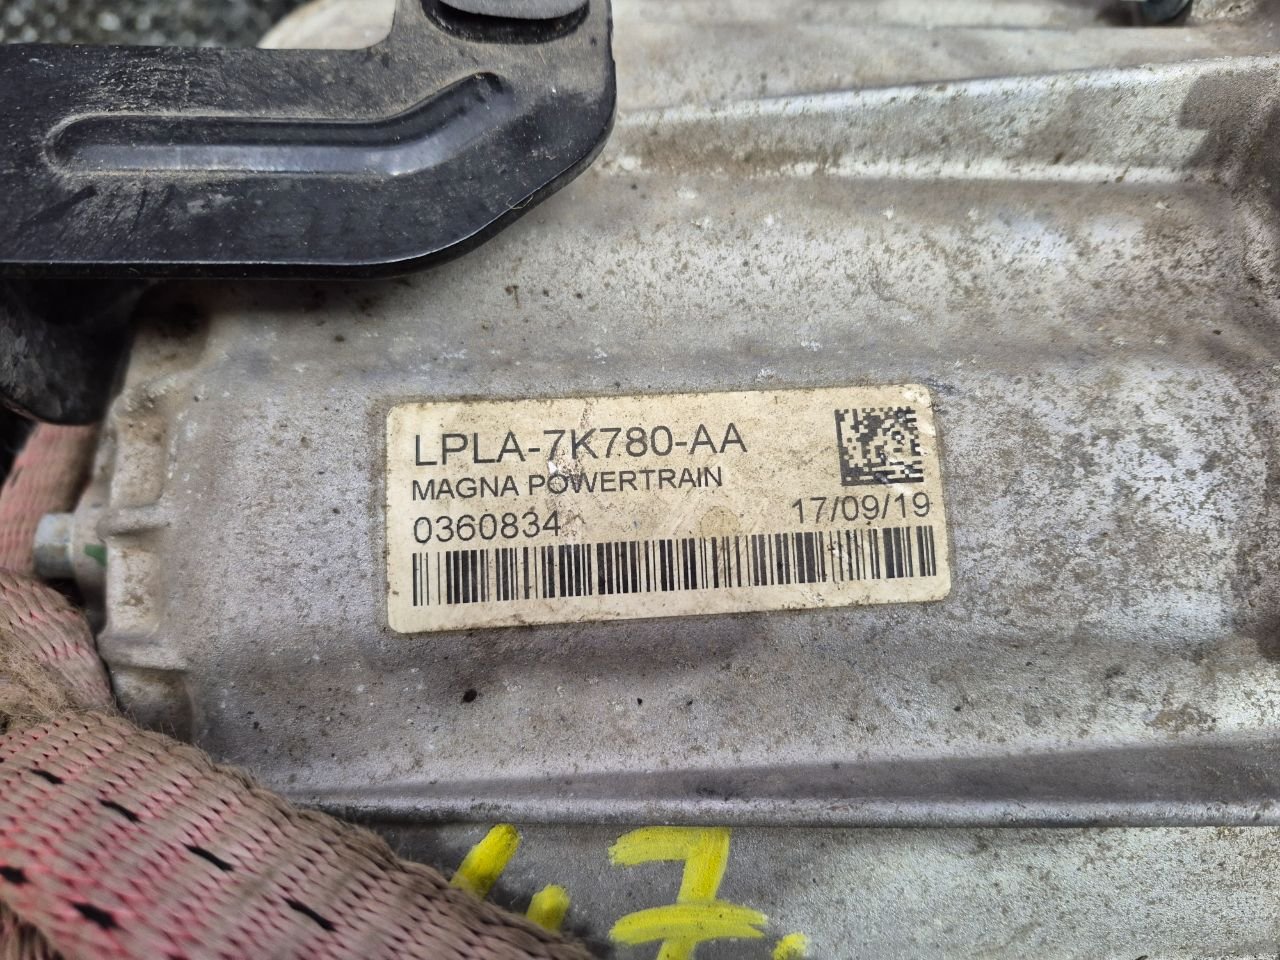 LPLA-7K780-AA
MAGNA POWERTRAIN
0360834
17/09/19